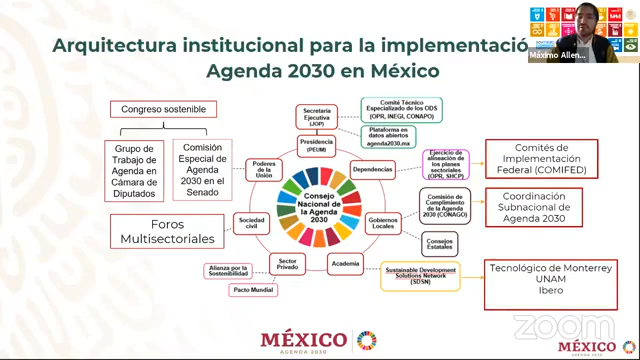 Arquitectura institucional para la implementació
Agenda 2030 en México
Máximo Allen...
Congreso sostenible
Grupo de
Trabajo de
Agenda en
Cámara de
Diputados
Comisión
Especial de
Agenda
2030 en el
Senado
Foros
Multisectoriales
Secretaría
Ejecutiva
(JOP)
Presidencia
(PEUM)
Comité Técnico
Especializado de los ODS
(OPR, INEGI, CONAPO)
Plataforma en
datos abiertos
agenda2030.mx
Poderes de
la Unión
Dependencias
Ejercicio de
alineación de los
planes sectoriales
(OPR, SHCP)
Comités de
Implementación
Federal (COMIFED)
Consejo
Nacional de
la Agenda
2030
Sociedad
civil
Gobiernos
Locales
Comisión de
Cumplimiento de la
Agenda 2030 (CONAGO)
Coordinación
Subnacional de
Agenda 2030
Consejos
Estatales
Sector
Privado
Academia
Alianza por la
Sostenibilidad
Pacto Mundial
Sustainable Development
Solutions Network
(SDSN)
Tecnológico de Monterrey
UNAM
Ibero
MÉXICO
AGENDA 2030
zoom
MÉXICO
AGENDA 2030